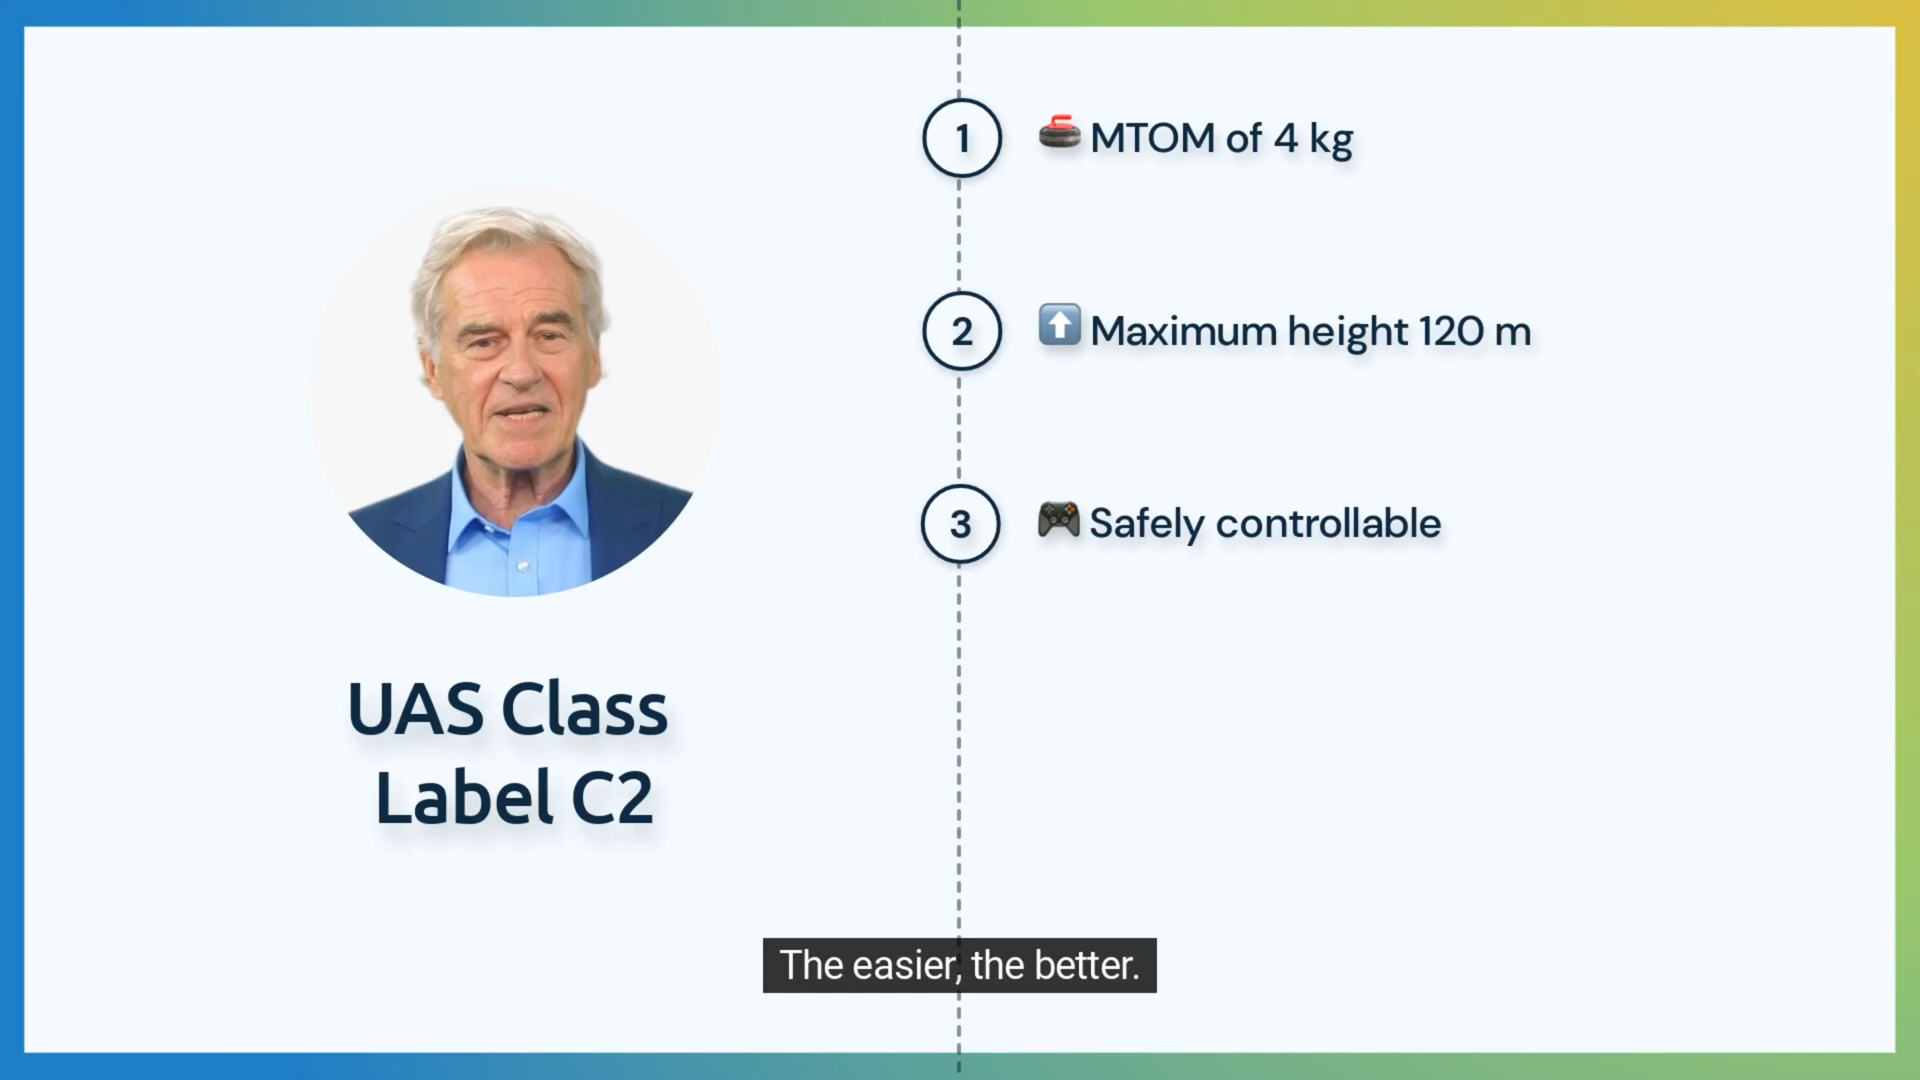 1
MTOM of 4 kg
2
Maximum height 120 m
3
Safely controllable
UAS Class
Label C2
The easier, the better.